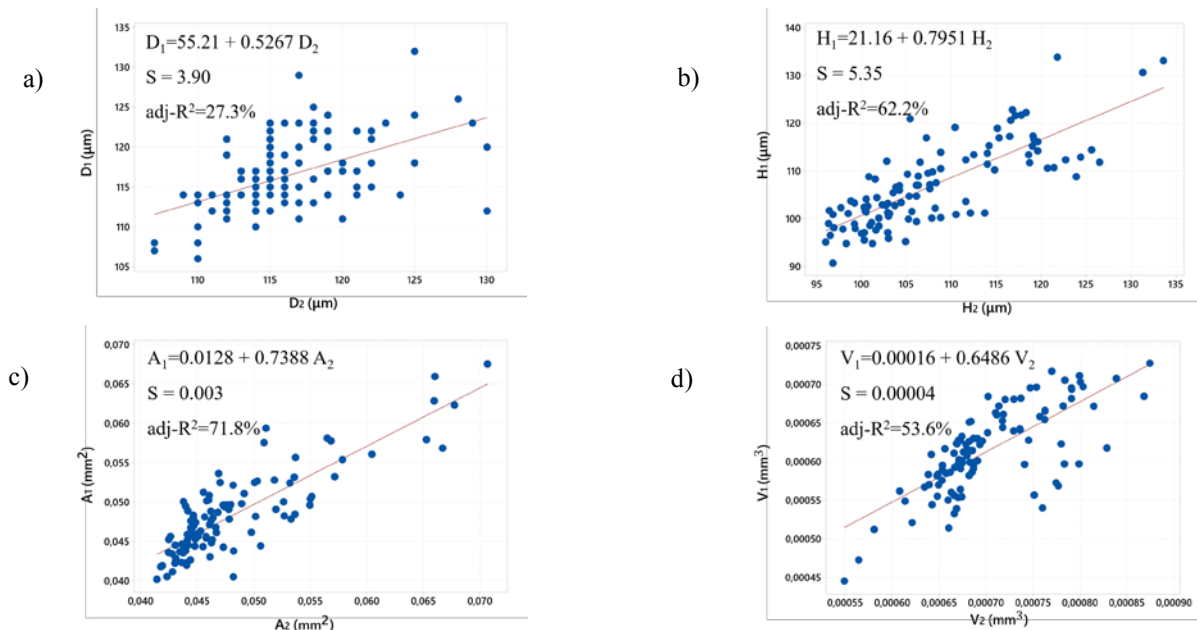 a)
D₁=55.21 + 0.5267 D₂
S = 3.90
adj-R²=27.3%
135
130
125
120
115
110
105
D₁ (µm)
110 115 120 125 130
D₂ (µm)
b)
H₁=21.16 + 0.7951 H₂
S = 5.35
adj-R²=62.2%
140
130
120
110
100
90
H₁ (µm)
95 100 105 110 115 120 125 130 135
H₂ (µm)
c)
A₁=0.0128 + 0.7388 A₂
S = 0.003
adj-R²=71.8%
0,070
0,065
0,060
0,055
0,050
0,045
0,040
A₁ (mm²)
0,040 0,045 0,050 0,055 0,060 0,065 0,070
A₂ (mm²)
d)
V₁=0.00016 + 0.6486 V₂
S = 0.00004
adj-R²=53.6%
0,00075
0,00070
0,00065
0,00060
0,00055
0,00050
0,00045
V₁ (mm³)
0,00055 0,00060 0,00065 0,00070 0,00075 0,00080 0,00085 0,00090
V₂ (mm³)